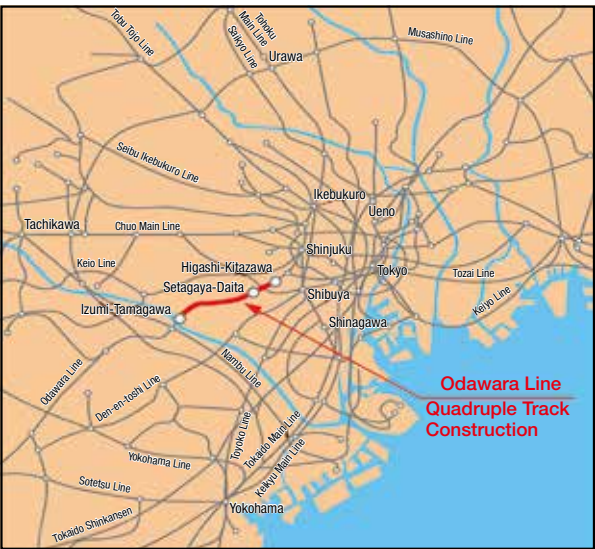 Tobu Tojo Line
Tohoku
Main Line
Saikyo Line
Urawa
Musashino Line
Seibu Ikebukuro Line
Ikebukuro
Ueno
Tachikawa
Chuo Main Line
Shinjuku
Keio Line
Higashi-Kitazawa
Tokyo
Tozai Line
Setagaya-Daita
Shibuya
Keiyo Line
Izumi-Tamagawa
Shinagawa
Nambu Line
Odawara Line
Den-en-toshi Line
Odawara Line
Quadruple Track
Construction
Toyoko Line
Tokaido Main Line
Keikyu Main Line
Yokohama Line
Sotetsu Line
Yokohama
Tokaido Shinkansen